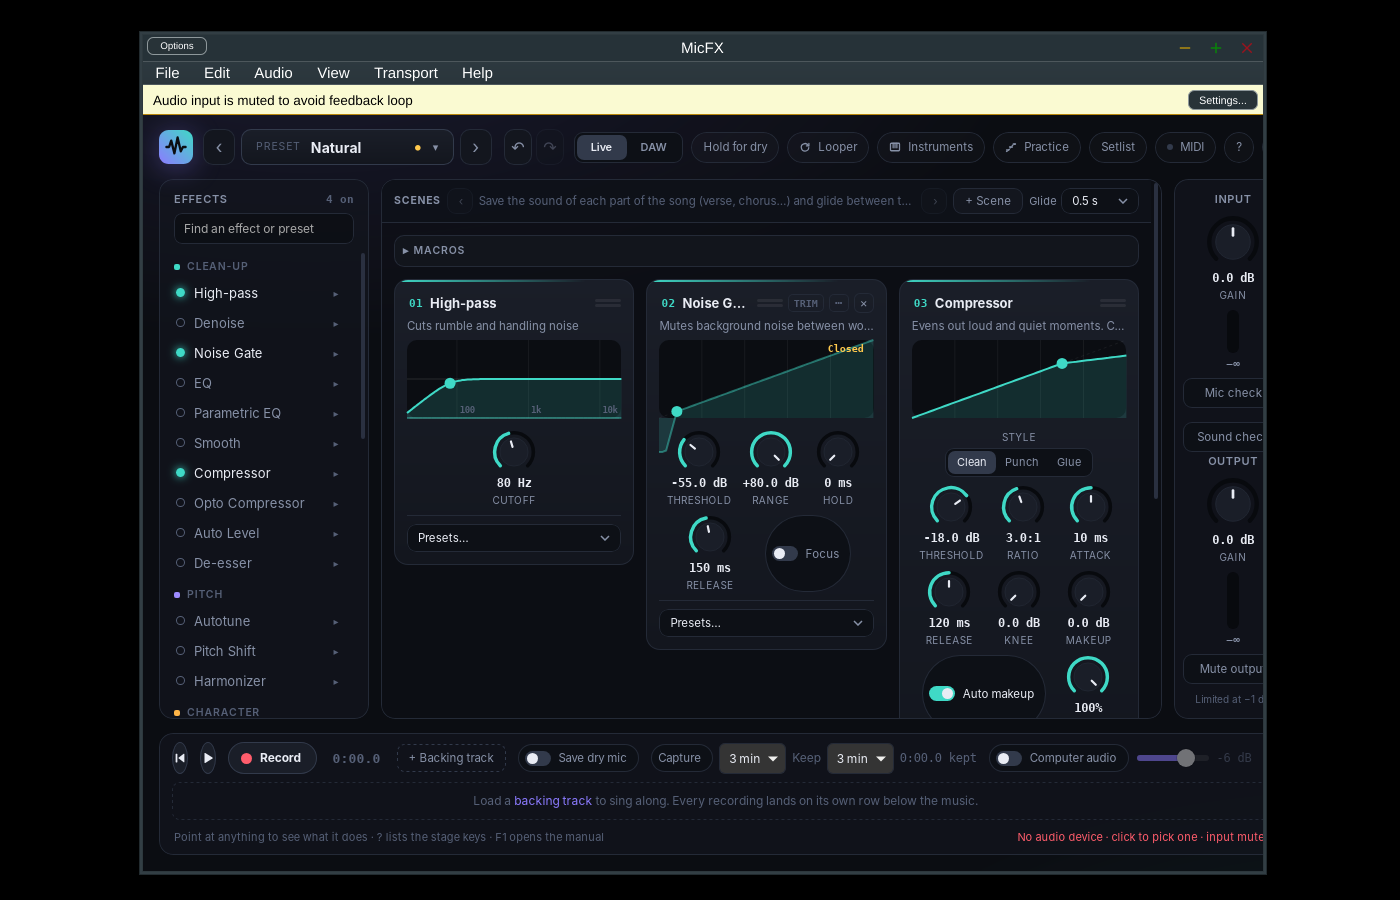 Options
MicFX
File Edit Audio View Transport Help
Audio input is muted to avoid feedback loop
Settings...
PRESET Natural
Live DAW Hold for dry Looper Instruments Practice Setlist MIDI ?
EFFECTS 4 on
Find an effect or preset
CLEAN-UP
High-pass
Denoise
Noise Gate
EQ
Parametric EQ
Smooth
Compressor
Opto Compressor
Auto Level
De-esser
PITCH
Autotune
Pitch Shift
Harmonizer
CHARACTER
SCENES Save the sound of each part of the song (verse, chorus...) and glide between t... + Scene Glide 0.5 s
MACROS
01 High-pass
Cuts rumble and handling noise
100 1k 10k
80 Hz
CUTOFF
Presets...
02 Noise G... TRIM
Mutes background noise between wo...
Closed
-55.0 dB +80.0 dB 0 ms
THRESHOLD RANGE HOLD
Focus
150 ms
RELEASE
Presets...
03 Compressor
Evens out loud and quiet moments. C...
STYLE
Clean Punch Glue
-18.0 dB 3.0:1 10 ms
THRESHOLD RATIO ATTACK
120 ms 0.0 dB 0.0 dB
RELEASE KNEE MAKEUP
Auto makeup
100%
INPUT
0.0 dB
GAIN
−∞
Mic check
Sound chec
OUTPUT
0.0 dB
GAIN
−∞
Mute output
Limited at −1 d
Record 0:00.0 + Backing track Save dry mic Capture 3 min Keep 3 min 0:00.0 kept Computer audio -6 dB
Load a backing track to sing along. Every recording lands on its own row below the music.
Point at anything to see what it does · ? lists the stage keys · F1 opens the manual
No audio device · click to pick one · input mute